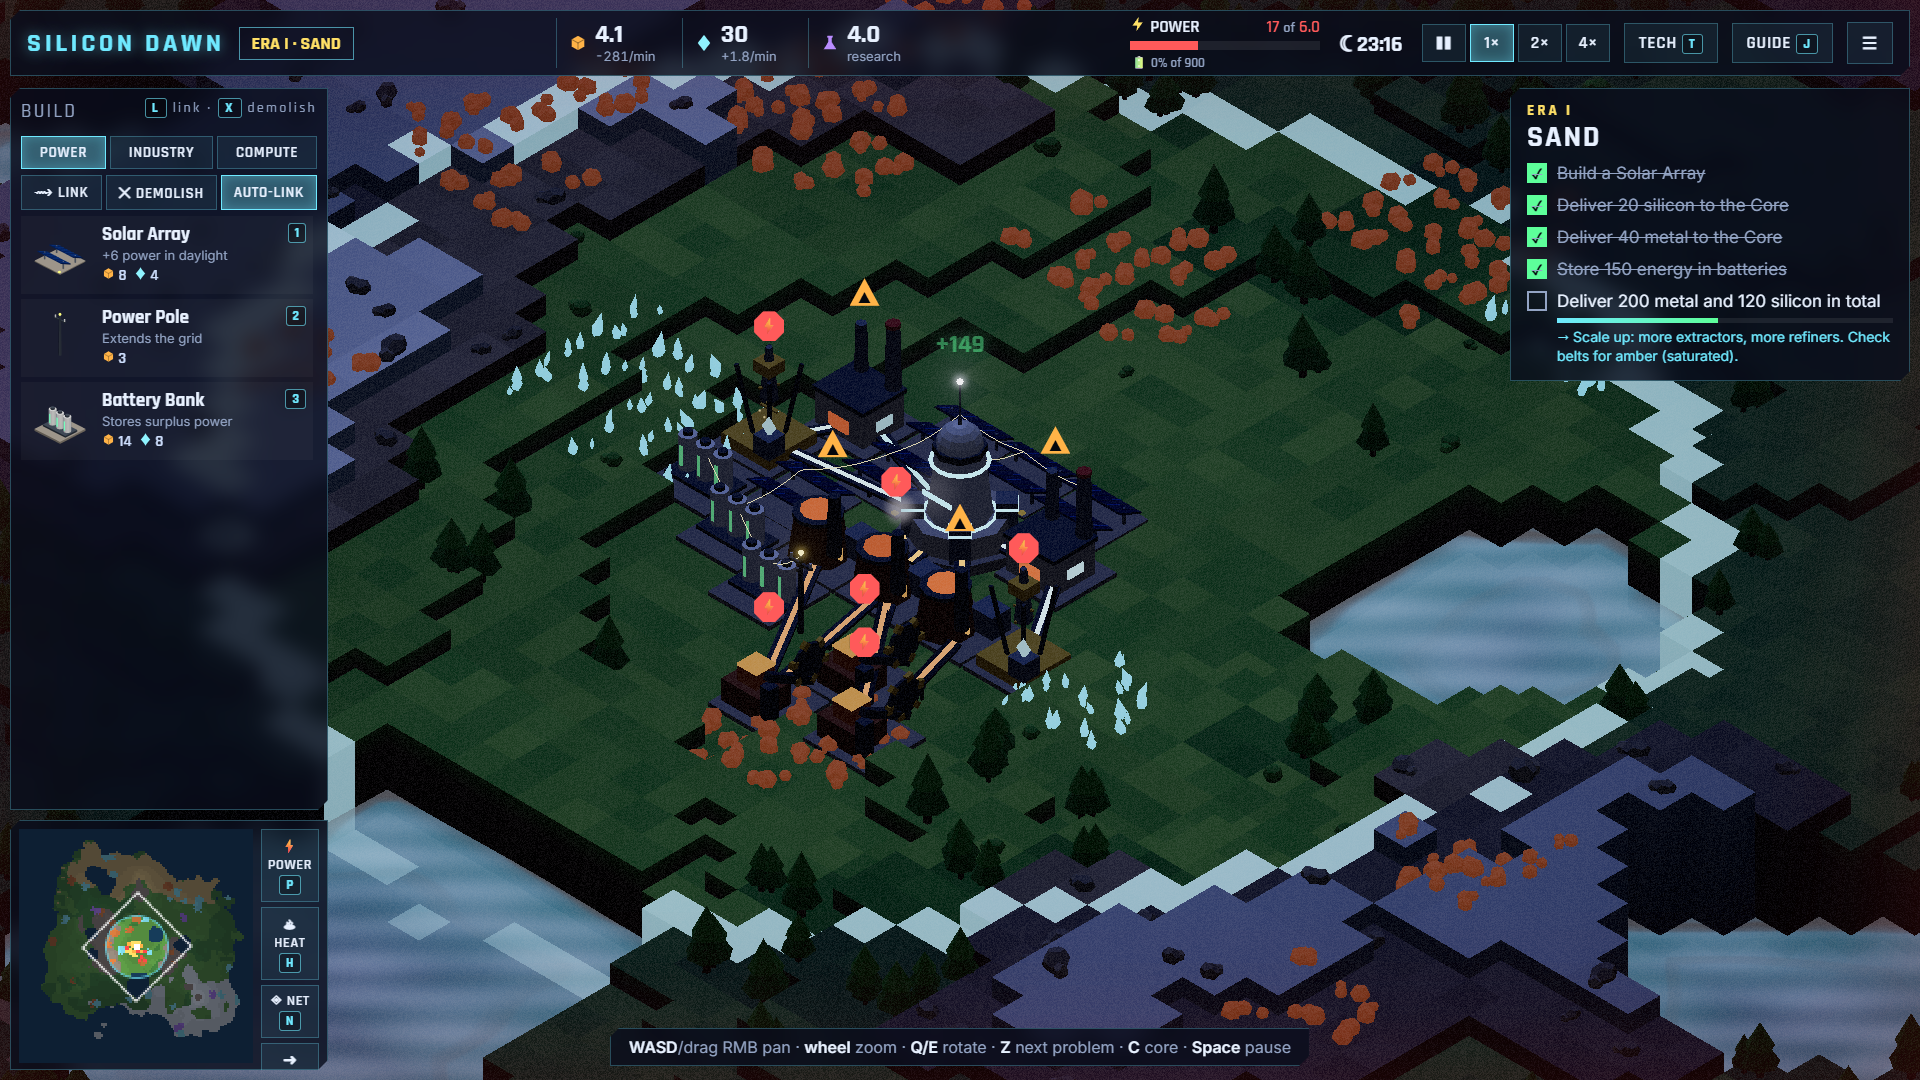 SILICON DAWN
ERA I · SAND
4.1
-281/min
30
+1.8/min
4.0
research
POWER 17 of 6.0
0% of 900
23:16
1×
2×
4×
TECH T
GUIDE J
BUILD
L link · X demolish
POWER
INDUSTRY
COMPUTE
LINK
DEMOLISH
AUTO-LINK
Solar Array 1
+6 power in daylight
8 4
Power Pole 2
Extends the grid
3
Battery Bank 3
Stores surplus power
14 8
+149
ERA I
SAND
Build a Solar Array
Deliver 20 silicon to the Core
Deliver 40 metal to the Core
Store 150 energy in batteries
Deliver 200 metal and 120 silicon in total
→ Scale up: more extractors, more refiners. Check
belts for amber (saturated).
POWER
P
HEAT
H
NET
N
WASD/drag RMB pan · wheel zoom · Q/E rotate · Z next problem · C core · Space pause